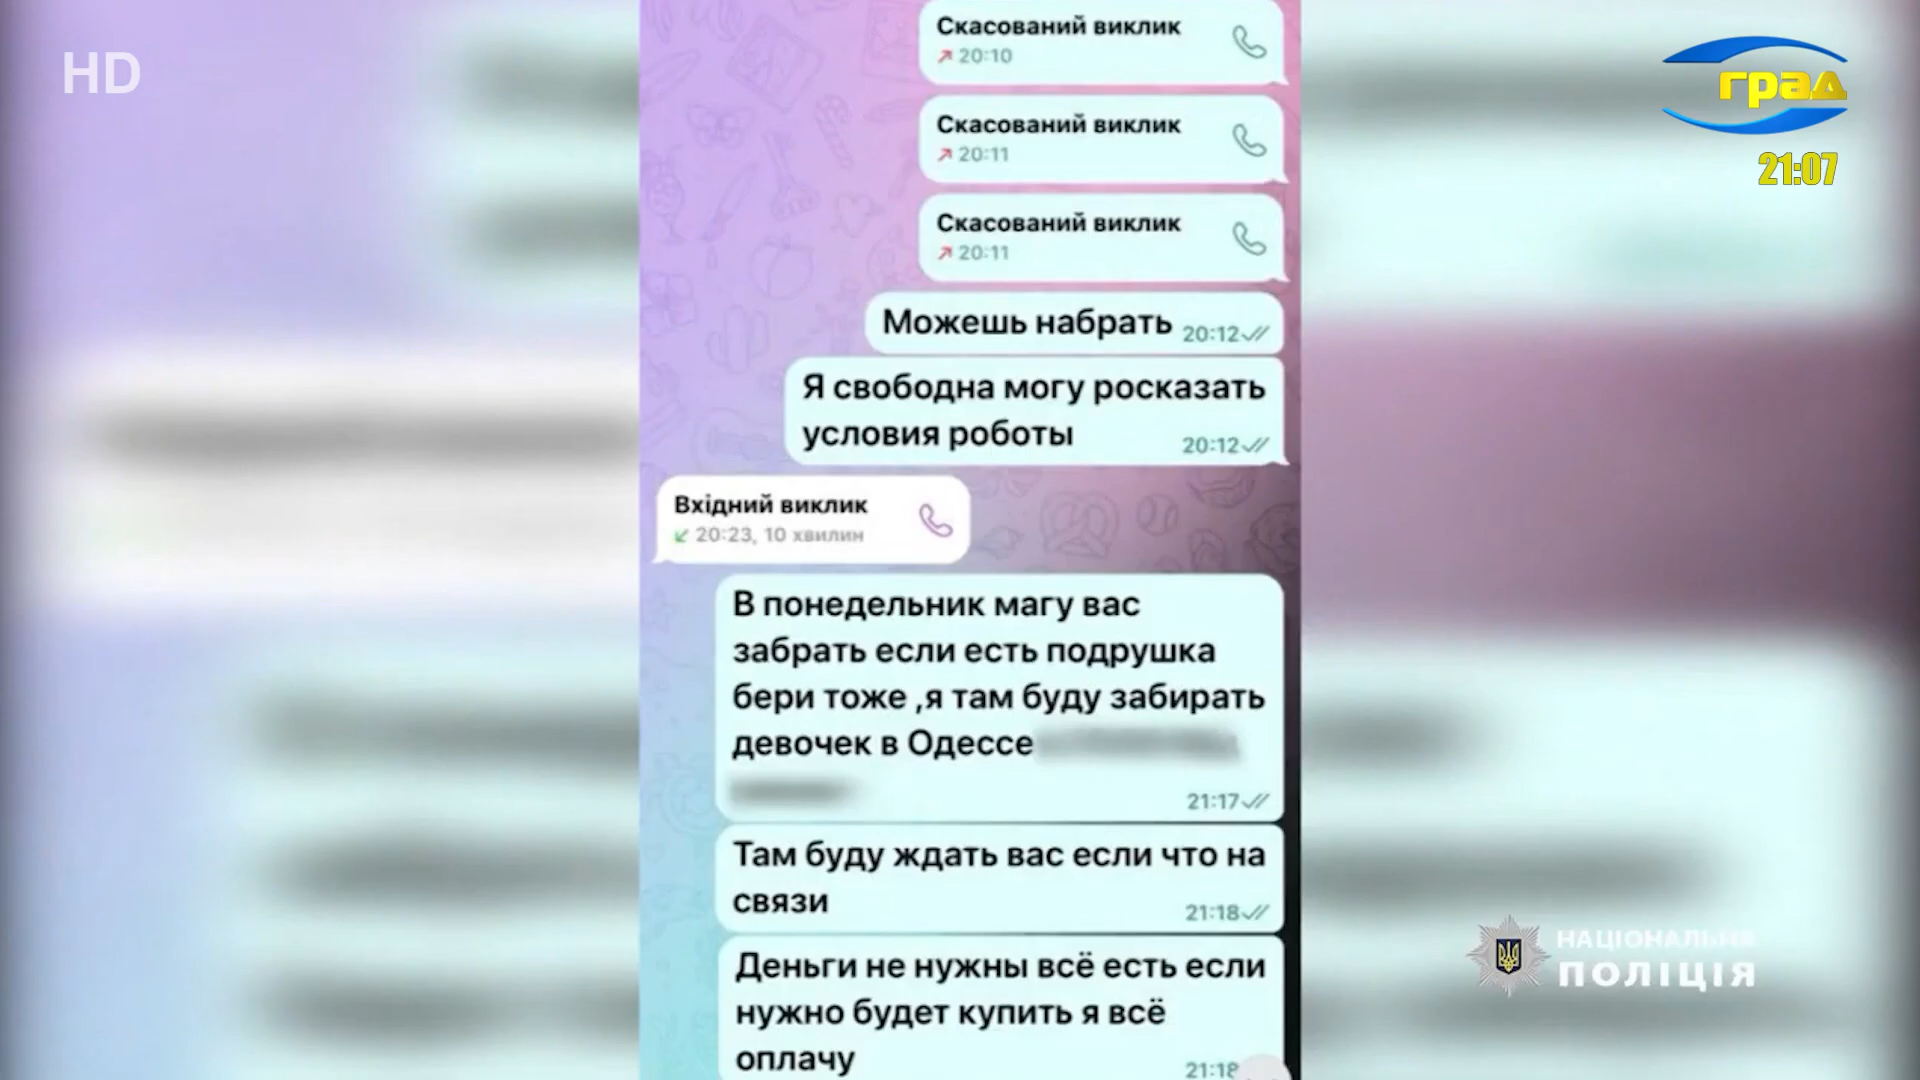 HD
град
21:07
Скасований виклик
20:10
Скасований виклик
20:11
Скасований виклик
20:11
Можешь набрать 20:12
Я свободна могу росказать
условия роботы 20:12
Вхідний виклик
20:23, 10 хвилин
В понедельник магу вас
забрать если есть подрушка
бери тоже ,я там буду забирать
девочек в Одессе
21:17
Там буду ждать вас если что на
связи 21:18
Деньги не нужны всё есть если
нужно будет купить я всё
оплачу 21:18
НАЦІОНАЛЬНА
ПОЛІЦІЯ